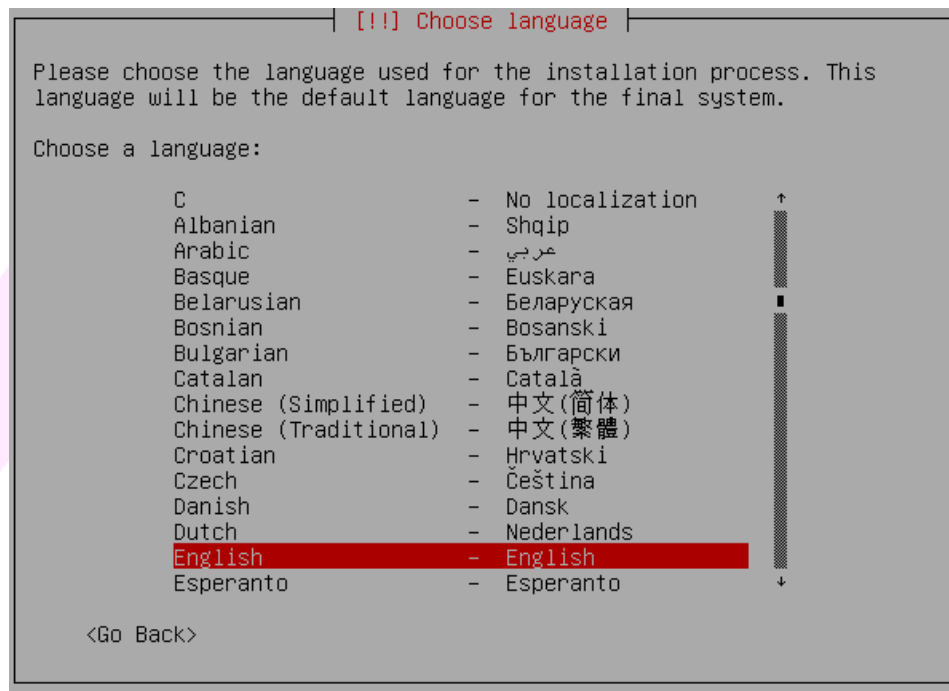 [!!] Choose language
Please choose the language used for the installation process. This
language will be the default language for the final system.
Choose a language:
C - No localization
Albanian - Shqip
Arabic - عربي
Basque - Euskara
Belarusian - Беларуская
Bosnian - Bosanski
Bulgarian - Български
Catalan - Català
Chinese (Simplified) - 中文(简体)
Chinese (Traditional) - 中文(繁體)
Croatian - Hrvatski
Czech - Čeština
Danish - Dansk
Dutch - Nederlands
English - English
Esperanto - Esperanto
<Go Back>